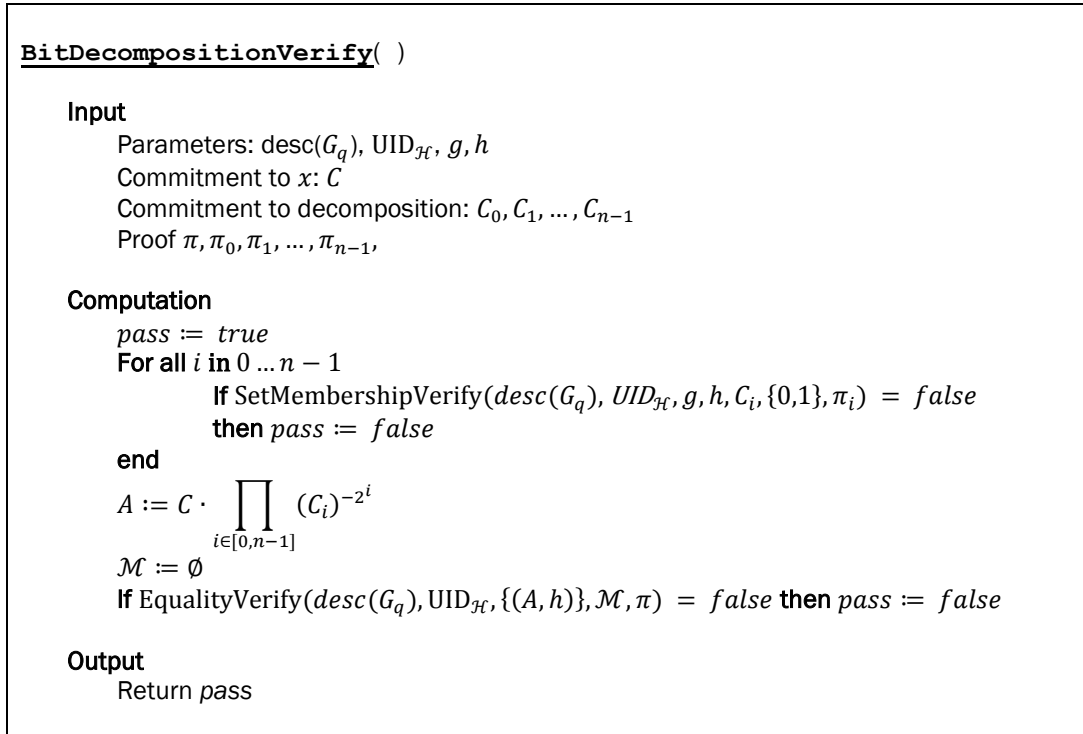 BitDecompositionVerify( )
Input
Parameters: desc(G_q), UID_ℋ, g, h
Commitment to x: C
Commitment to decomposition: C_0, C_1, … , C_{n−1}
Proof π, π_0, π_1, … , π_{n−1},
Computation
pass ≔ true
For all i in 0 … n − 1
If SetMembershipVerify(desc(G_q), UID_ℋ, g, h, C_i, {0,1}, π_i) = false
then pass ≔ false
end
A := C · ∏_{i∈[0,n−1]} (C_i)^{−2^i}
ℳ ≔ ∅
If EqualityVerify(desc(G_q), UID_ℋ, {(A, h)}, ℳ, π) = false then pass ≔ false
Output
Return pass